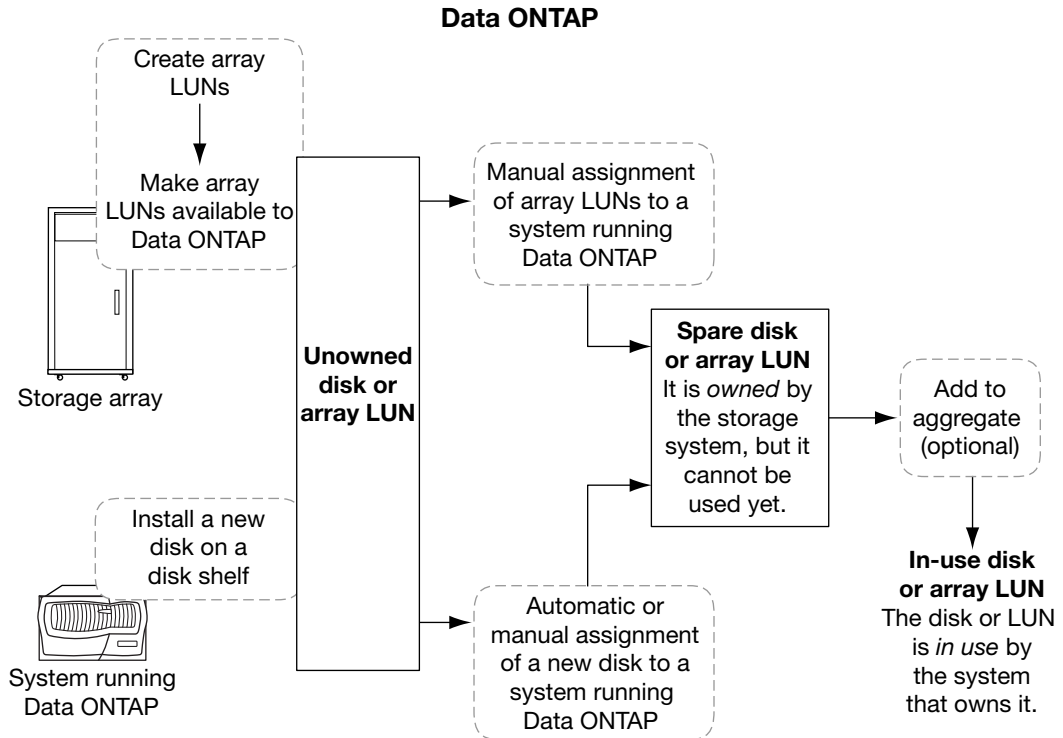 Data ONTAP
Create array
LUNs
Make array
LUNs available to
Data ONTAP
Storage array
Install a new
disk on a
disk shelf
System running
Data ONTAP
Unowned
disk or
array LUN
Manual assignment
of array LUNs to a
system running
Data ONTAP
Automatic or
manual assignment
of a new disk to a
system running
Data ONTAP
Spare disk
or array LUN
It is owned by
the storage
system, but it
cannot be
used yet.
Add to
aggregate
(optional)
In-use disk
or array LUN
The disk or LUN
is in use by
the system
that owns it.